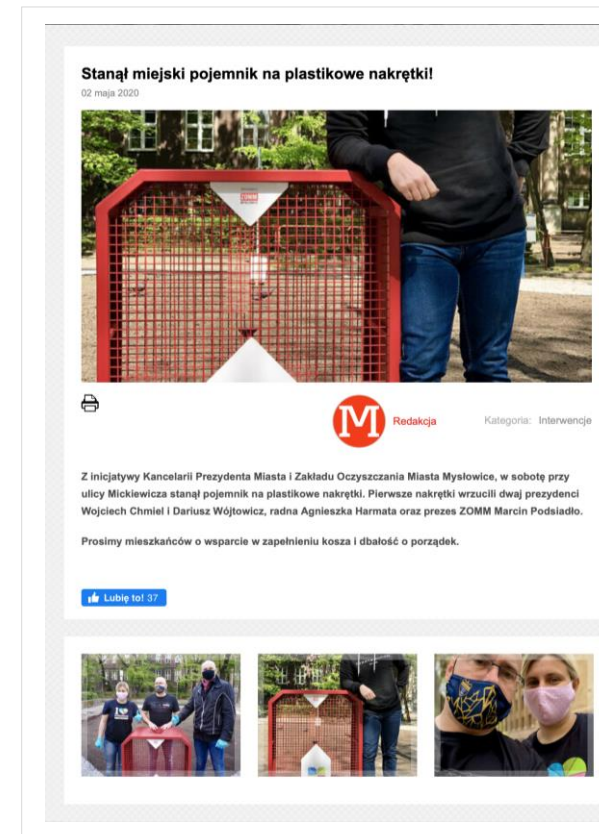 Stanął miejski pojemnik na plastikowe nakrętki!
02 maja 2020
M
Redakcja
Kategoria: Interwencje
Z inicjatywy Kancelarii Prezydenta Miasta i Zakładu Oczyszczania Miasta Mysłowice, w sobotę przy
ulicy Mickiewicza stanął pojemnik na plastikowe nakrętki. Pierwsze nakrętki wrzucili dwaj prezydenci
Wojciech Chmiel i Dariusz Wójtowicz, radna Agnieszka Harmata oraz prezes ZOMM Marcin Podsiadło.
Prosimy mieszkańców o wsparcie w zapełnieniu kosza i dbałość o porządek.
Lubię to! 37